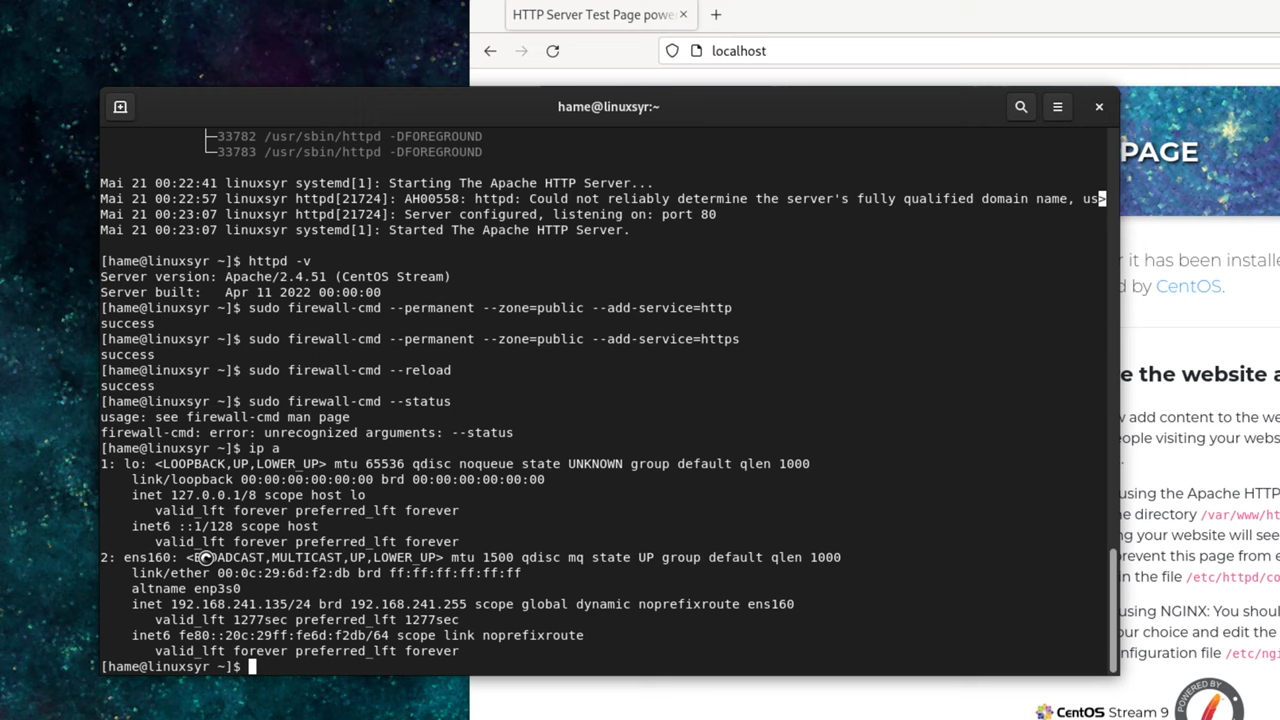 HTTP Server Test Page powe
localhost
hame@linuxsyr:~
├─33782 /usr/sbin/httpd -DFOREGROUND
└─33783 /usr/sbin/httpd -DFOREGROUND
Mai 21 00:22:41 linuxsyr systemd[1]: Starting The Apache HTTP Server...
Mai 21 00:22:57 linuxsyr httpd[21724]: AH00558: httpd: Could not reliably determine the server's fully qualified domain name, us>
Mai 21 00:23:07 linuxsyr httpd[21724]: Server configured, listening on: port 80
Mai 21 00:23:07 linuxsyr systemd[1]: Started The Apache HTTP Server.
[hame@linuxsyr ~]$ httpd -v
Server version: Apache/2.4.51 (CentOS Stream)
Server built:   Apr 11 2022 00:00:00
[hame@linuxsyr ~]$ sudo firewall-cmd --permanent --zone=public --add-service=http
success
[hame@linuxsyr ~]$ sudo firewall-cmd --permanent --zone=public --add-service=https
success
[hame@linuxsyr ~]$ sudo firewall-cmd --reload
success
[hame@linuxsyr ~]$ sudo firewall-cmd --status
usage: see firewall-cmd man page
firewall-cmd: error: unrecognized arguments: --status
[hame@linuxsyr ~]$ ip a
1: lo: <LOOPBACK,UP,LOWER_UP> mtu 65536 qdisc noqueue state UNKNOWN group default qlen 1000
link/loopback 00:00:00:00:00:00 brd 00:00:00:00:00:00
inet 127.0.0.1/8 scope host lo
valid_lft forever preferred_lft forever
inet6 ::1/128 scope host
valid_lft forever preferred_lft forever
2: ens160: <BROADCAST,MULTICAST,UP,LOWER_UP> mtu 1500 qdisc mq state UP group default qlen 1000
link/ether 00:0c:29:6d:f2:db brd ff:ff:ff:ff:ff:ff
altname enp3s0
inet 192.168.241.135/24 brd 192.168.241.255 scope global dynamic noprefixroute ens160
valid_lft 1277sec preferred_lft 1277sec
inet6 fe80::20c:29ff:fe6d:f2db/64 scope link noprefixroute
valid_lft forever preferred_lft forever
[hame@linuxsyr ~]$
PAGE
r it has been installe
d by CentOS.
e the website a
w add content to the we
eople visiting your webs
.
using the Apache HTTP
he directory /var/www/ht
ng your website will see
prevent this page from e
in the file /etc/httpd/co
using NGINX: You shoul
our choice and edit the
nfiguration file /etc/ngi
CentOS Stream 9
POWERED BY